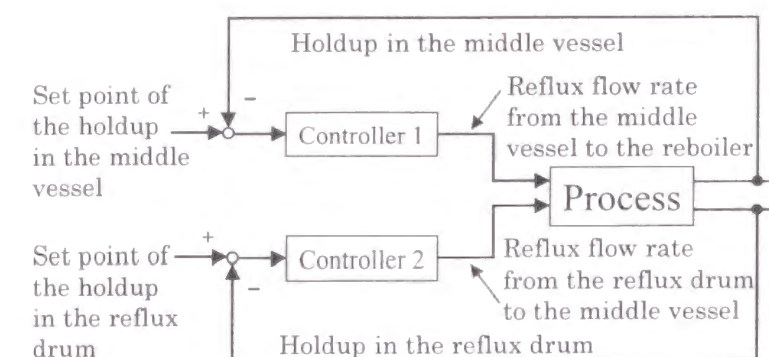 Holdup in the middle vessel
Set point of
the holdup
in the middle
vessel
+
−
Controller 1
Reflux flow rate
from the middle
vessel to the reboiler
Process
Set point of
the holdup
in the reflux
drum
+
−
Controller 2
Reflux flow rate
from the reflux drum
to the middle vessel
Holdup in the reflux drum